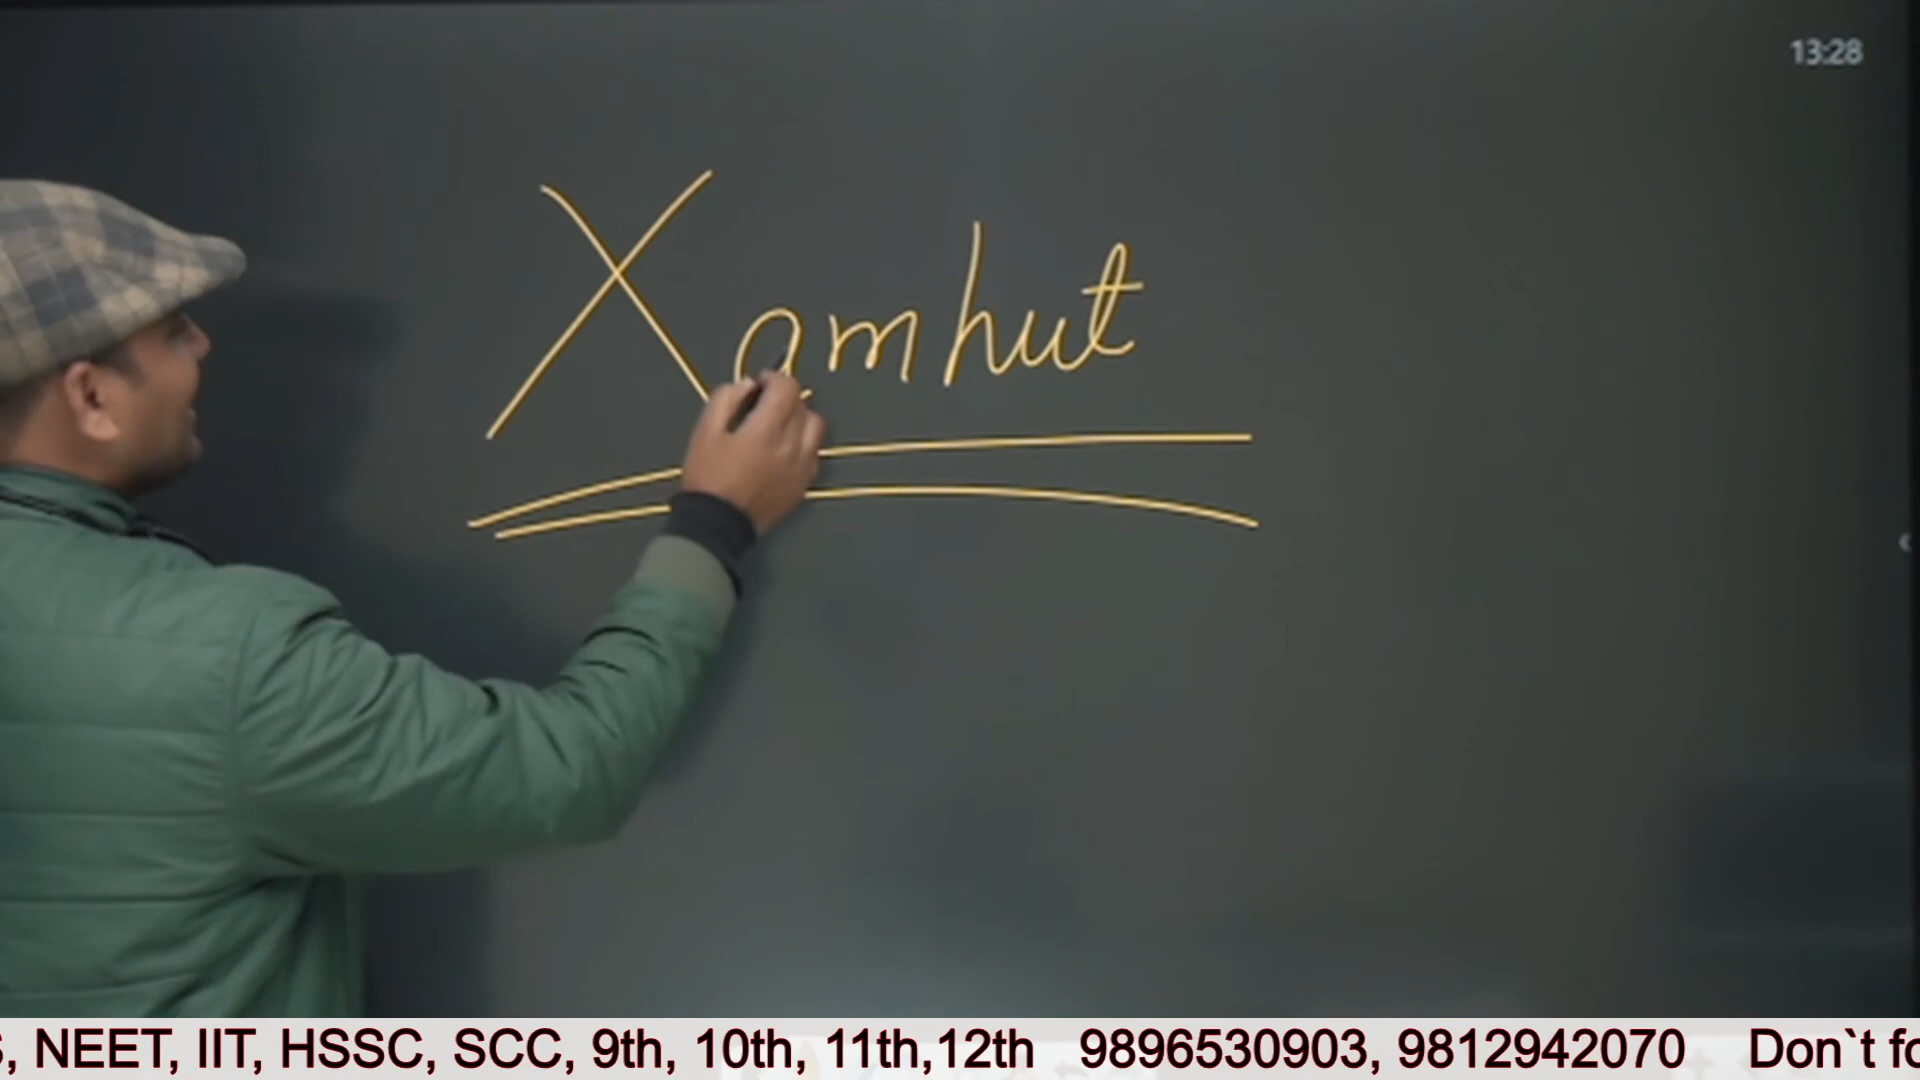 13:28
Xamhut
, NEET, IIT, HSSC, SCC, 9th, 10th, 11th,12th 9896530903, 9812942070 Don`t fo